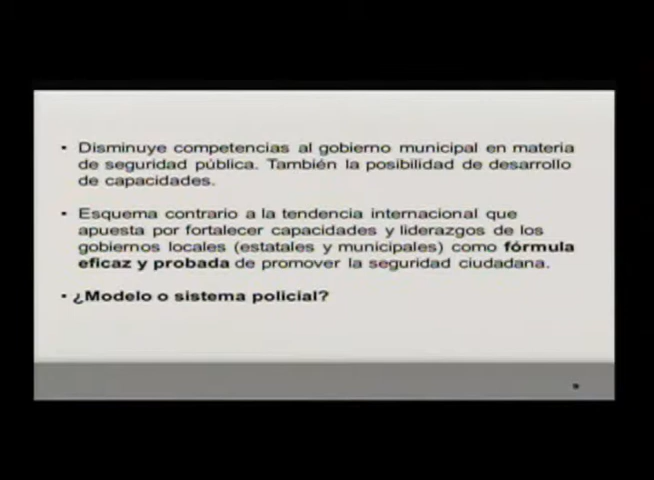 • Disminuye competencias al gobierno municipal en materia
de seguridad pública. También la posibilidad de desarrollo
de capacidades.
• Esquema contrario a la tendencia internacional que
apuesta por fortalecer capacidades y liderazgos de los
gobiernos locales (estatales y municipales) como fórmula
eficaz y probada de promover la seguridad ciudadana.
• ¿Modelo o sistema policial?